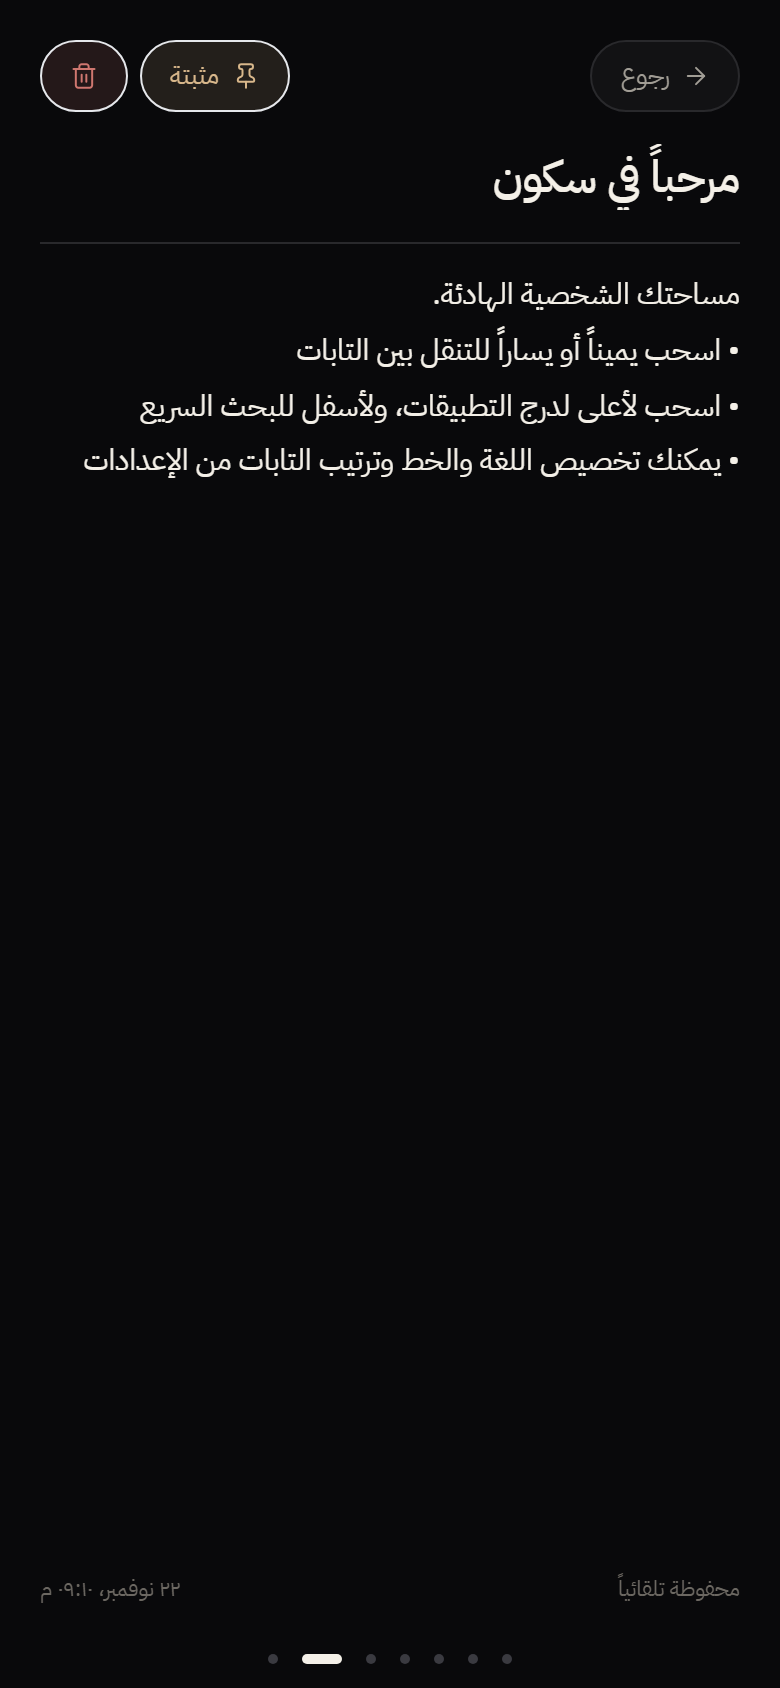 رجوع
مثبتة
مرحباً في سكون
مساحتك الشخصية الهادئة.
• اسحب يميناً أو يساراً للتنقل بين التابات
• اسحب لأعلى لدرج التطبيقات، ولأسفل للبحث السريع
• يمكنك تخصيص اللغة والخط وترتيب التابات من الإعدادات
محفوظة تلقائياً
٢٢ نوفمبر، ٠٩:١٠ م